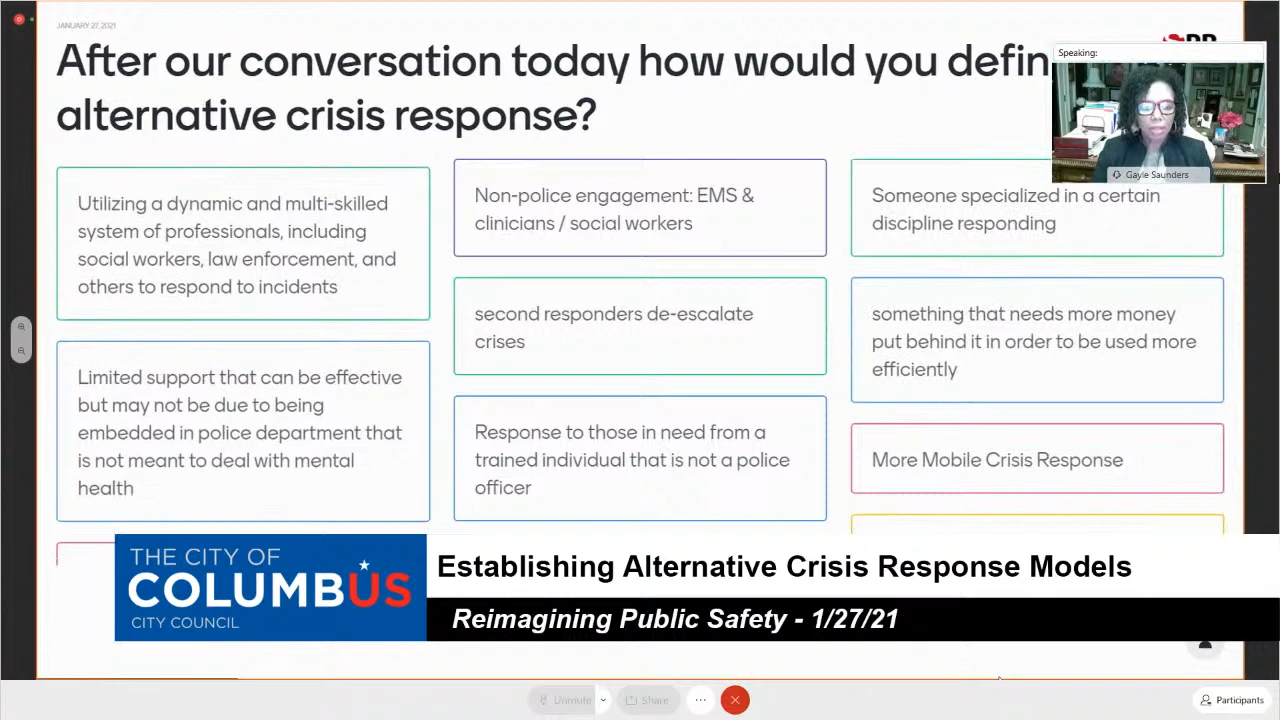 JANUARY 27, 2021
After our conversation today how would you defin
alternative crisis response?
Speaking:
Gayle Saunders
Utilizing a dynamic and multi-skilled
system of professionals, including
social workers, law enforcement, and
others to respond to incidents
Limited support that can be effective
but may not be due to being
embedded in police department that
is not meant to deal with mental
health
Non-police engagement: EMS &
clinicians / social workers
second responders de-escalate
crises
Response to those in need from a
trained individual that is not a police
officer
Someone specialized in a certain
discipline responding
something that needs more money
put behind it in order to be used more
efficiently
More Mobile Crisis Response
THE CITY OF
COLUMBUS
CITY COUNCIL
Establishing Alternative Crisis Response Models
Reimagining Public Safety - 1/27/21
Unmute
Share
Participants